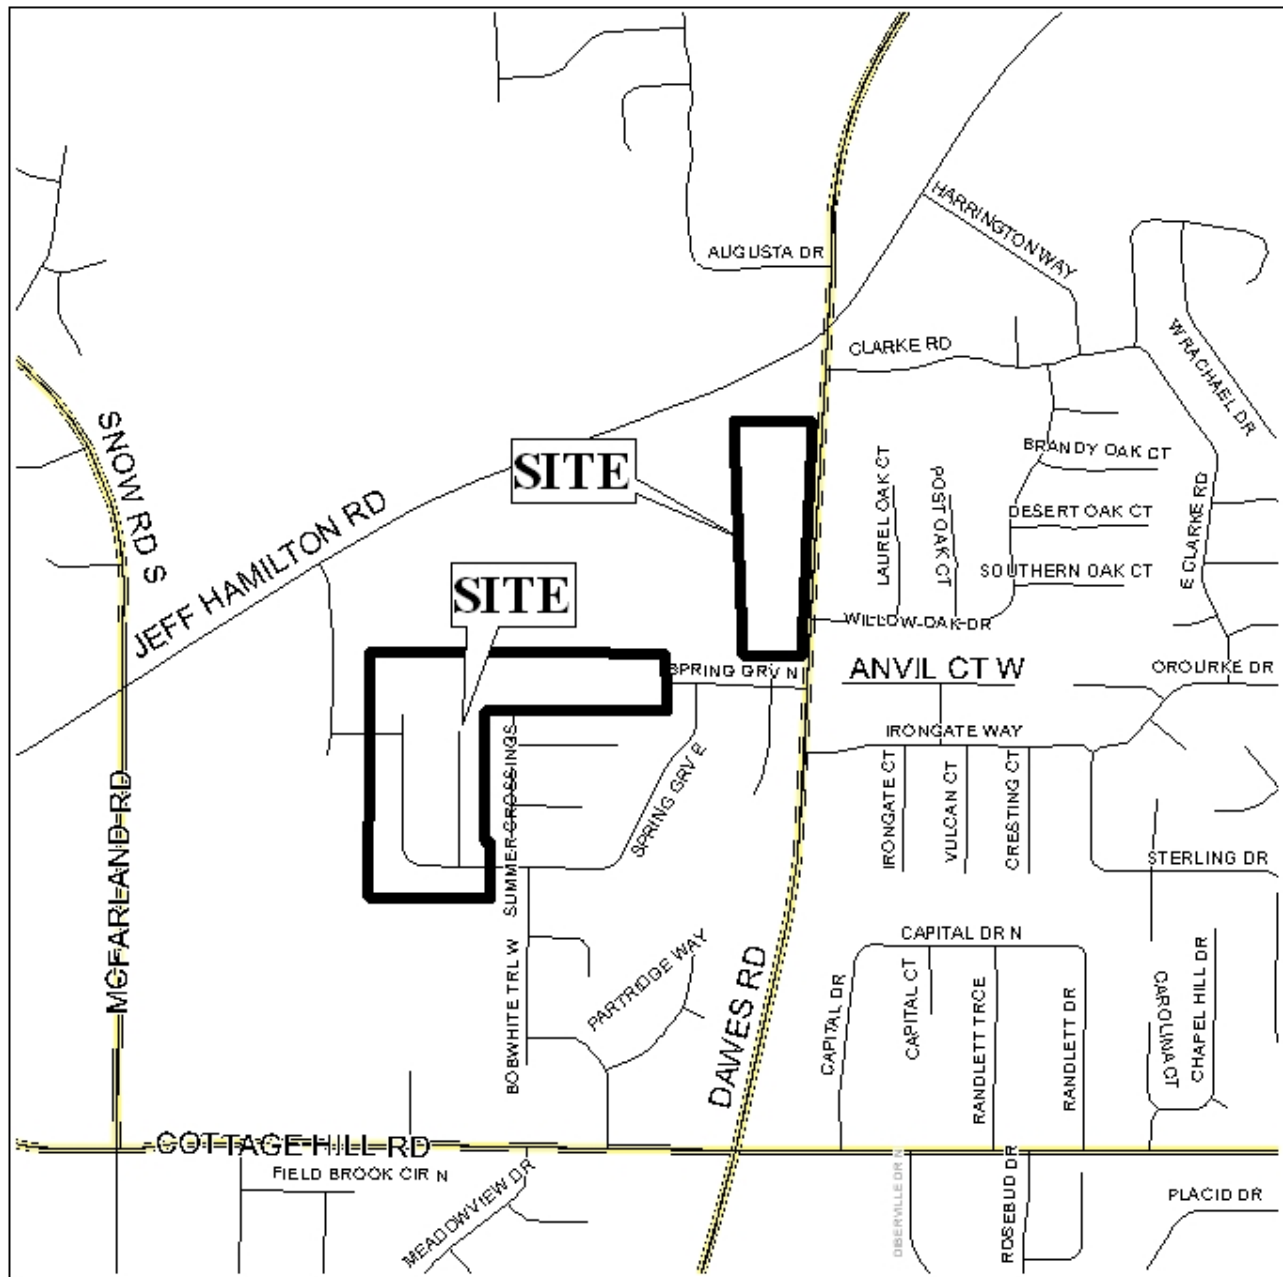 HARRINGTON WAY
AUGUSTA DR
CLARKE RD
W RACHAEL DR
SNOW RD S
SITE
BRANDY OAK CT
LAUREL OAK CT
POST OAK CT
E CLARKE RD
JEFF HAMILTON RD
DESERT OAK CT
SOUTHERN OAK CT
SITE
WILLOW OAK DR
SPRING GRV N
ANVIL CT W
OROURKE DR
IRONGATE WAY
SUMMER CROSSINGS
SPRING GRV E
IRONGATE CT
VULCAN CT
CRESTING CT
MCFARLAND RD
STERLING DR
CAPITAL DR N
PARTRIDGE WAY
BOBWHITE TRL W
DAWES RD
CAPITAL DR
CAPITAL CT
RANDLETT TRCE
RANDLETT DR
CAROLINA CT
CHAPEL HILL DR
COTTAGE HILL RD
FIELD BROOK CIR N
MEADOWVIEW DR
OBERVILLE DR N
ROSEBUD DR
PLACID DR